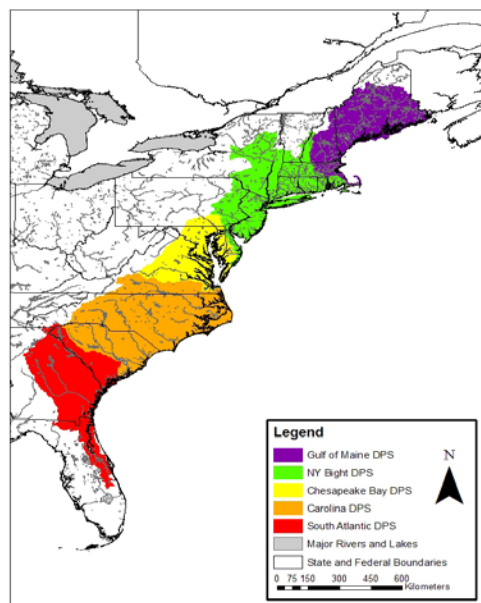 Legend
Gulf of Maine DPS
NY Bight DPS
Chesapeake Bay DPS
Carolina DPS
South Atlantic DPS
Major Rivers and Lakes
State and Federal Boundaries
0 75 150 300 450 600
Kilometers
N